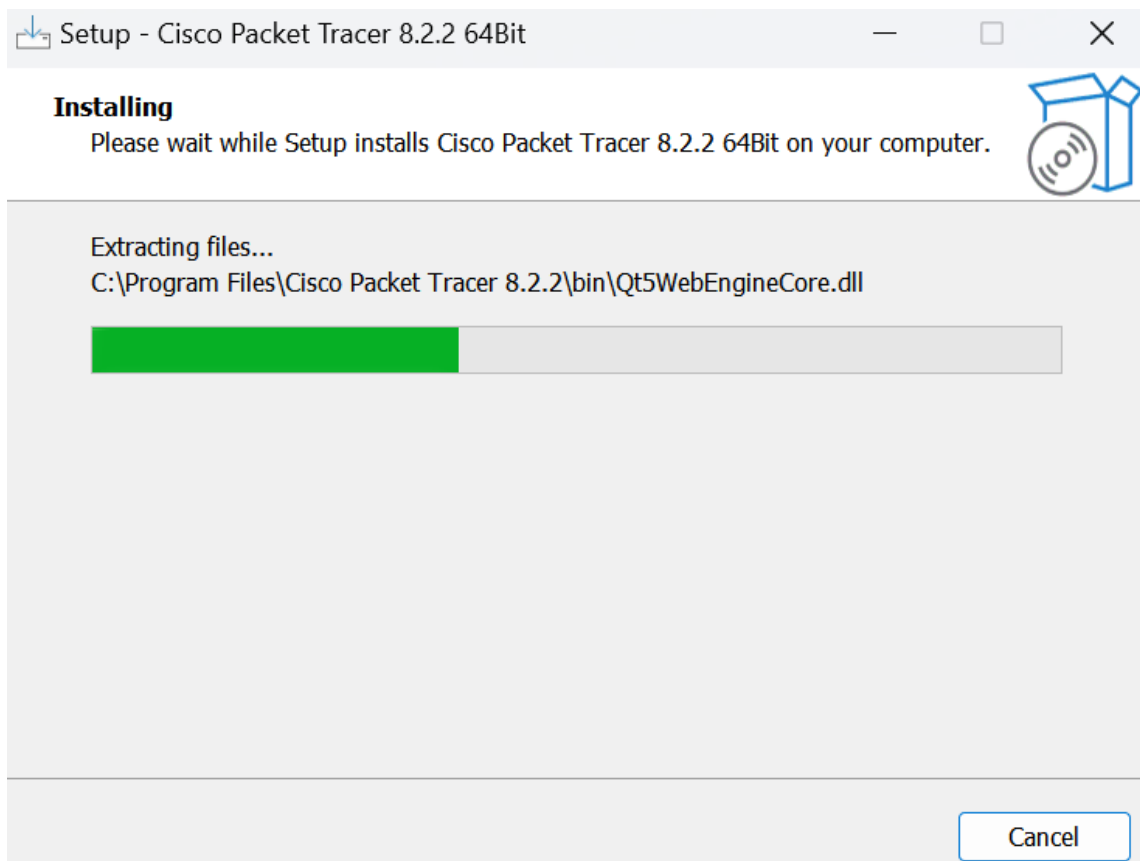 Setup - Cisco Packet Tracer 8.2.2 64Bit
Installing
Please wait while Setup installs Cisco Packet Tracer 8.2.2 64Bit on your computer.
Extracting files...
C:\Program Files\Cisco Packet Tracer 8.2.2\bin\Qt5WebEngineCore.dll
Cancel